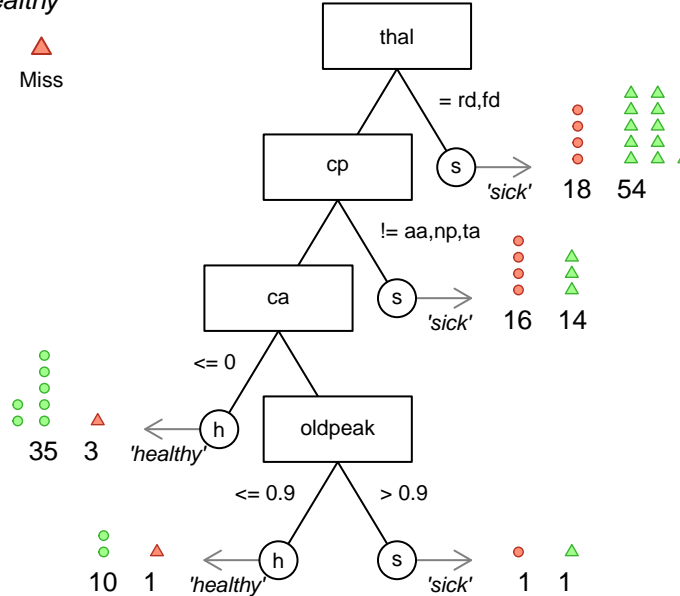 Miss
thal
= rd,fd
cp
s
'sick'
18 54
!= aa,np,ta
ca
s
'sick'
16 14
<= 0
h
'healthy'
35 3
oldpeak
<= 0.9
> 0.9
h
'healthy'
10 1
s
'sick'
1 1